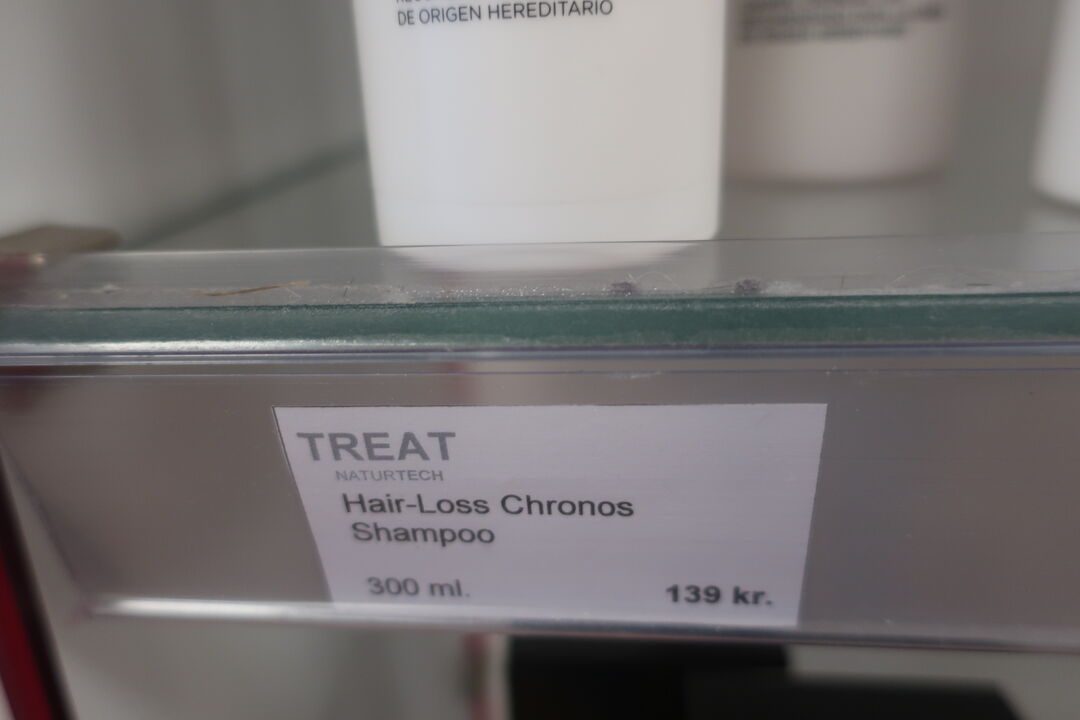 DE ORIGEN HEREDITARIO
TREAT
NATURTECH
Hair-Loss Chronos
Shampoo
300 ml.
139 kr.